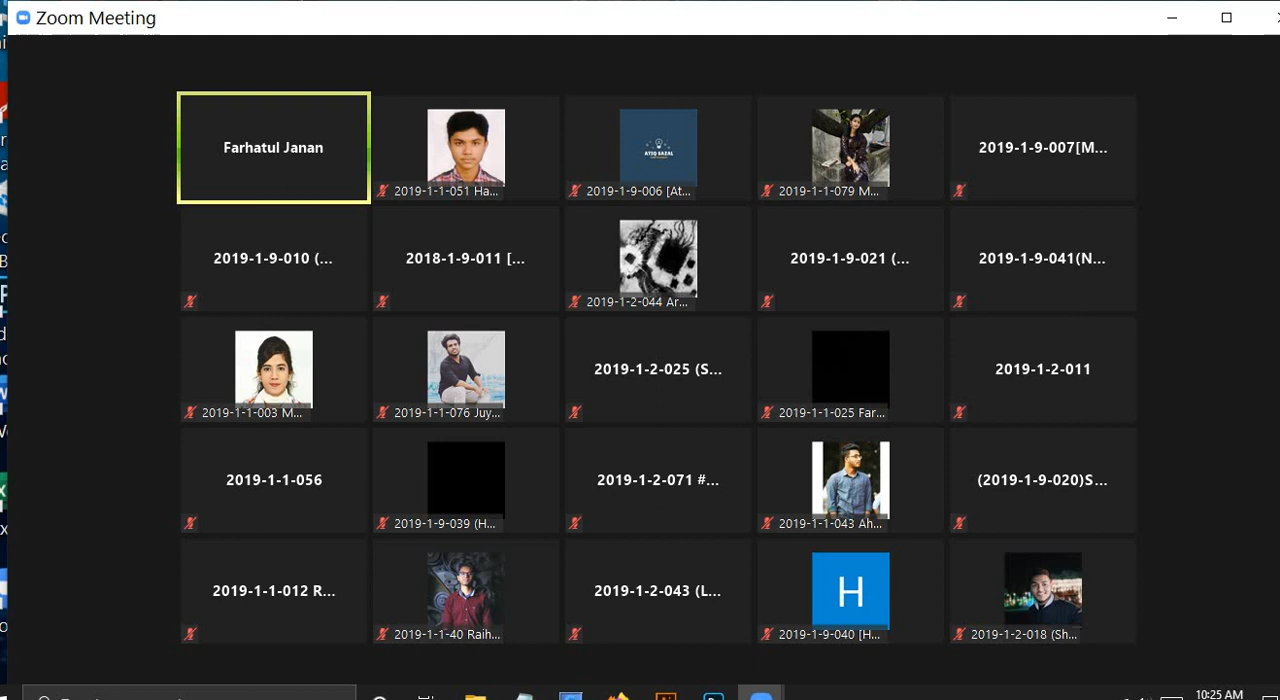 Zoom Meeting
Farhatul Janan
2019-1-1-051 Ha...
ATIQ SAZAL
2019-1-9-006 [At...
2019-1-1-079 M...
2019-1-9-007[M...
2019-1-9-010 (...
2018-1-9-011 [...
2019-1-2-044 Ar...
2019-1-9-021 (...
2019-1-9-041(N...
2019-1-1-003 M...
2019-1-1-076 Juy...
2019-1-2-025 (S...
2019-1-1-025 Far...
2019-1-2-011
2019-1-1-056
2019-1-9-039 (H...
2019-1-2-071 #...
2019-1-1-043 Ah...
(2019-1-9-020)S...
2019-1-1-012 R...
2019-1-1-40 Raih...
2019-1-2-043 (L...
H
2019-1-9-040 [H...
2019-1-2-018 (Sh...
10:25 AM